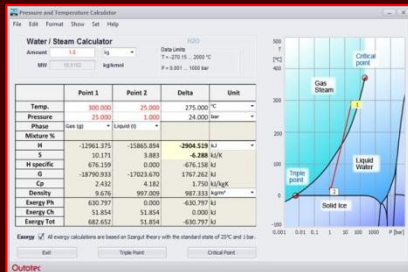 Pressure and Temperature Calculator
File Edit Format Show Set Help
Water / Steam Calculator
H2O
Amount 1.0 kg
MW 18.0152 kg/kmol
Data Limits
T = -270.15 ... 2000 °C
P = 0.001 ... 1000 bar
Point 1 Point 2 Delta Unit
Temp. 300.000 25.000 275.000 °C
Pressure 25.000 1.000 24.000 bar
Phase Gas (g) Liquid (l)
Mixture %
H -12961.375 -15865.894 -2904.519 kJ
S 10.171 3.883 -6.288 kJ/K
H specific 676.159 0.000 -676.158 kJ
G -18790.933 -17023.670 1767.262 kJ
Cp 2.432 4.182 1.750 kJ/kgK
Density 9.676 997.009 987.333 kg/m³
Exergy Ph 630.797 0.000 -630.797 kJ
Exergy Ch 51.854 51.854 0.000 kJ
Exergy Tot 682.652 51.854 -630.797 kJ
Exergy All exergy calculations are based on Szargut theory with the standard state of 25°C and 1 bar.
Exit Triple Point Critical Point
Outotec
500
T
[°C]
400
300
200
100
0
Critical point
Gas
Steam
1
Liquid
Water
Triple point
2
Solid Ice
0.001 0.01 0.1 1 10 100 1000 P [bar]